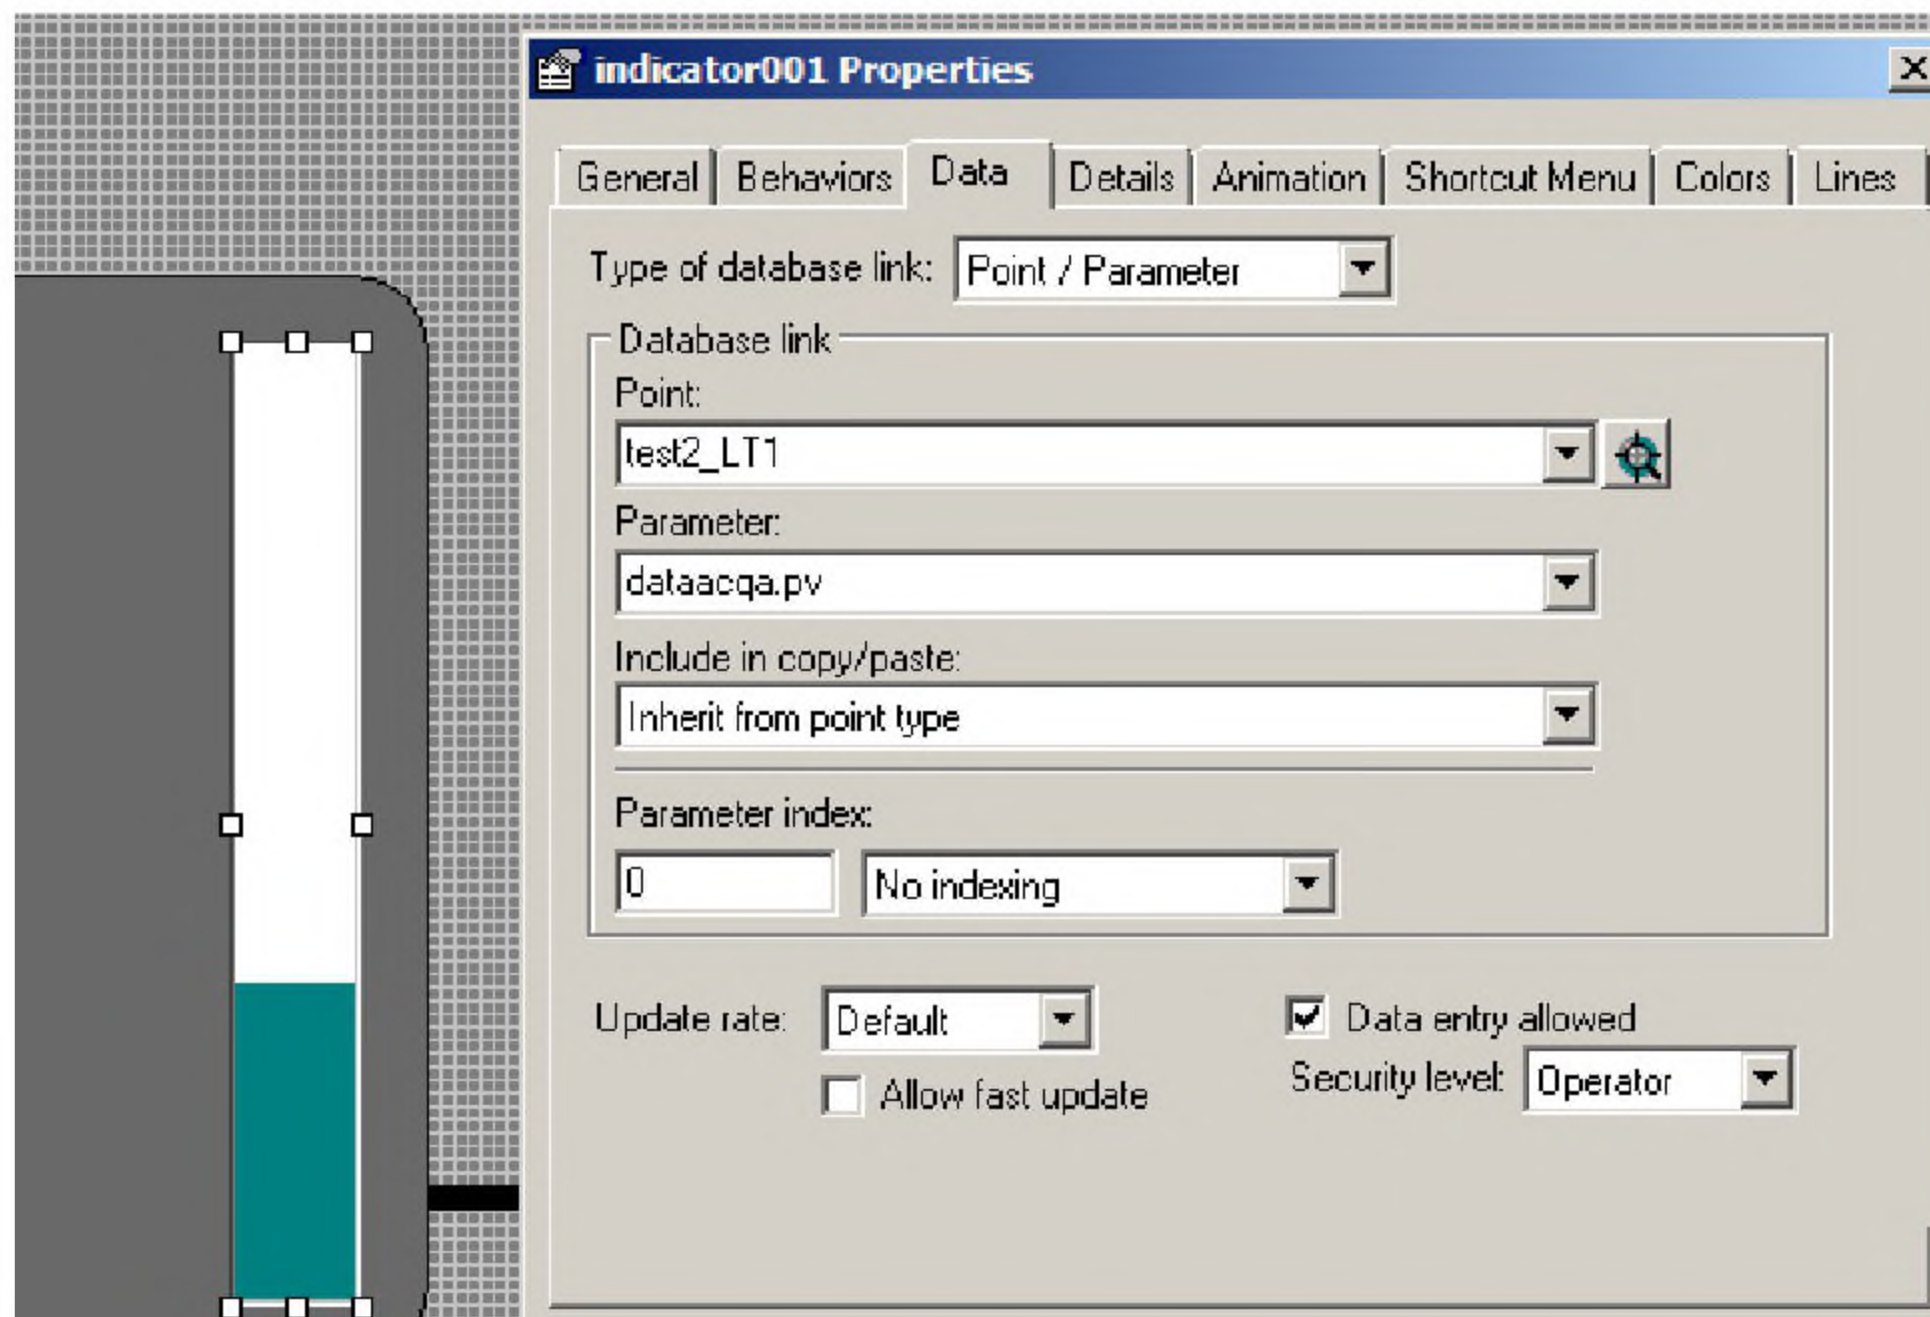 indicator001 Properties
General Behaviors Data Details Animation Shortcut Menu Colors Lines
Type of database link: Point / Parameter
Database link
Point:
test2_LT1
Parameter:
dataacqa.pv
Include in copy/paste:
Inherit from point type
Parameter index:
0 No indexing
Update rate: Default Data entry allowed
Allow fast update Security level: Operator